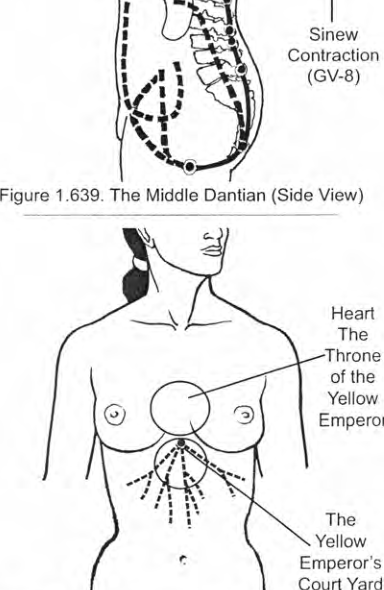 Sinew
Contraction
(GV-8)
Figure 1.639. The Middle Dantian (Side View)
Heart
The
Throne
of the
Yellow
Emperor
The
Yellow
Emperor's
Court Yard